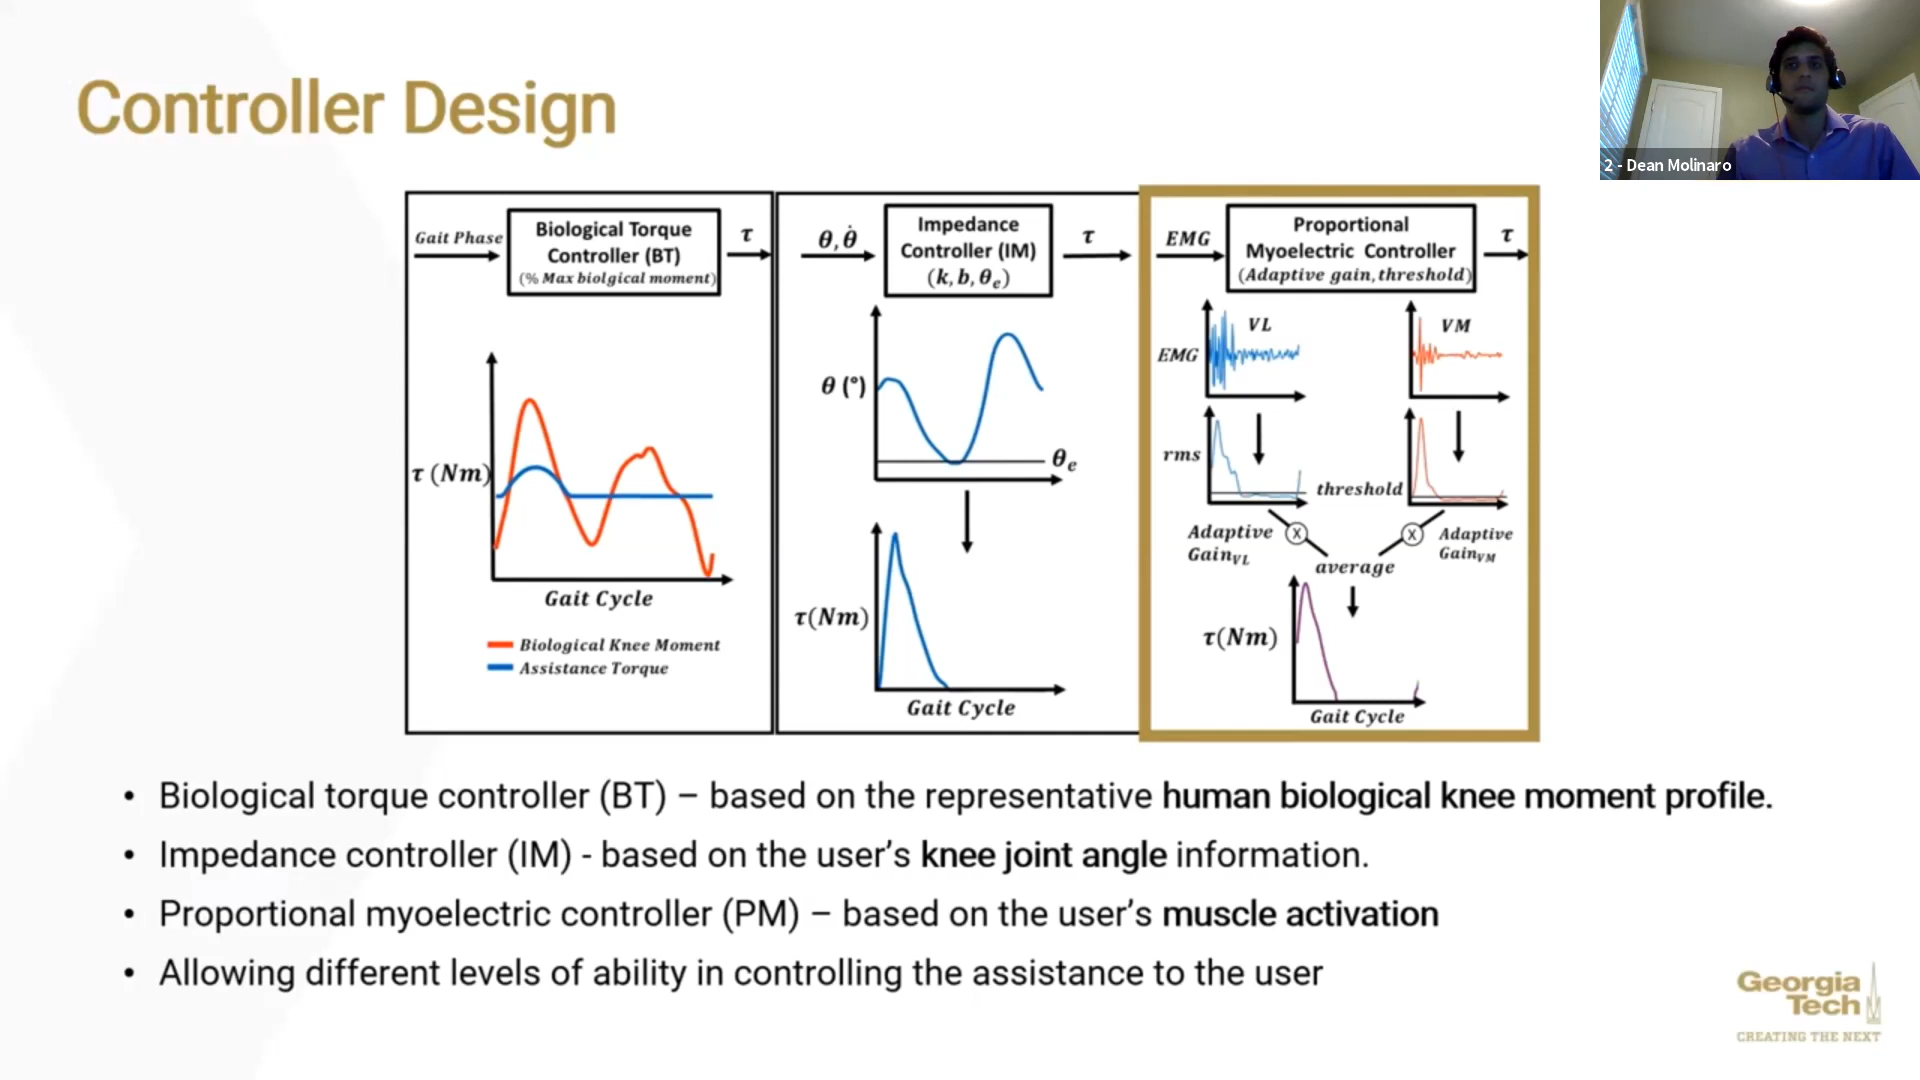 Controller Design
2 - Dean Molinaro
Gait Phase
Biological Torque
Controller (BT)
(% Max biolgical moment)
τ
τ (Nm)
Gait Cycle
Biological Knee Moment
Assistance Torque
θ, θ̇
Impedance
Controller (IM)
(k, b, θe)
τ
θ (°)
θe
τ(Nm)
Gait Cycle
EMG
Proportional
Myoelectric Controller
(Adaptive gain, threshold)
τ
VL
VM
EMG
rms
threshold
Adaptive
GainVL
X
X
Adaptive
GainVM
average
τ(Nm)
Gait Cycle
• Biological torque controller (BT) – based on the representative human biological knee moment profile.
• Impedance controller (IM) - based on the user’s knee joint angle information.
• Proportional myoelectric controller (PM) – based on the user’s muscle activation
• Allowing different levels of ability in controlling the assistance to the user
Georgia
Tech
CREATING THE NEXT